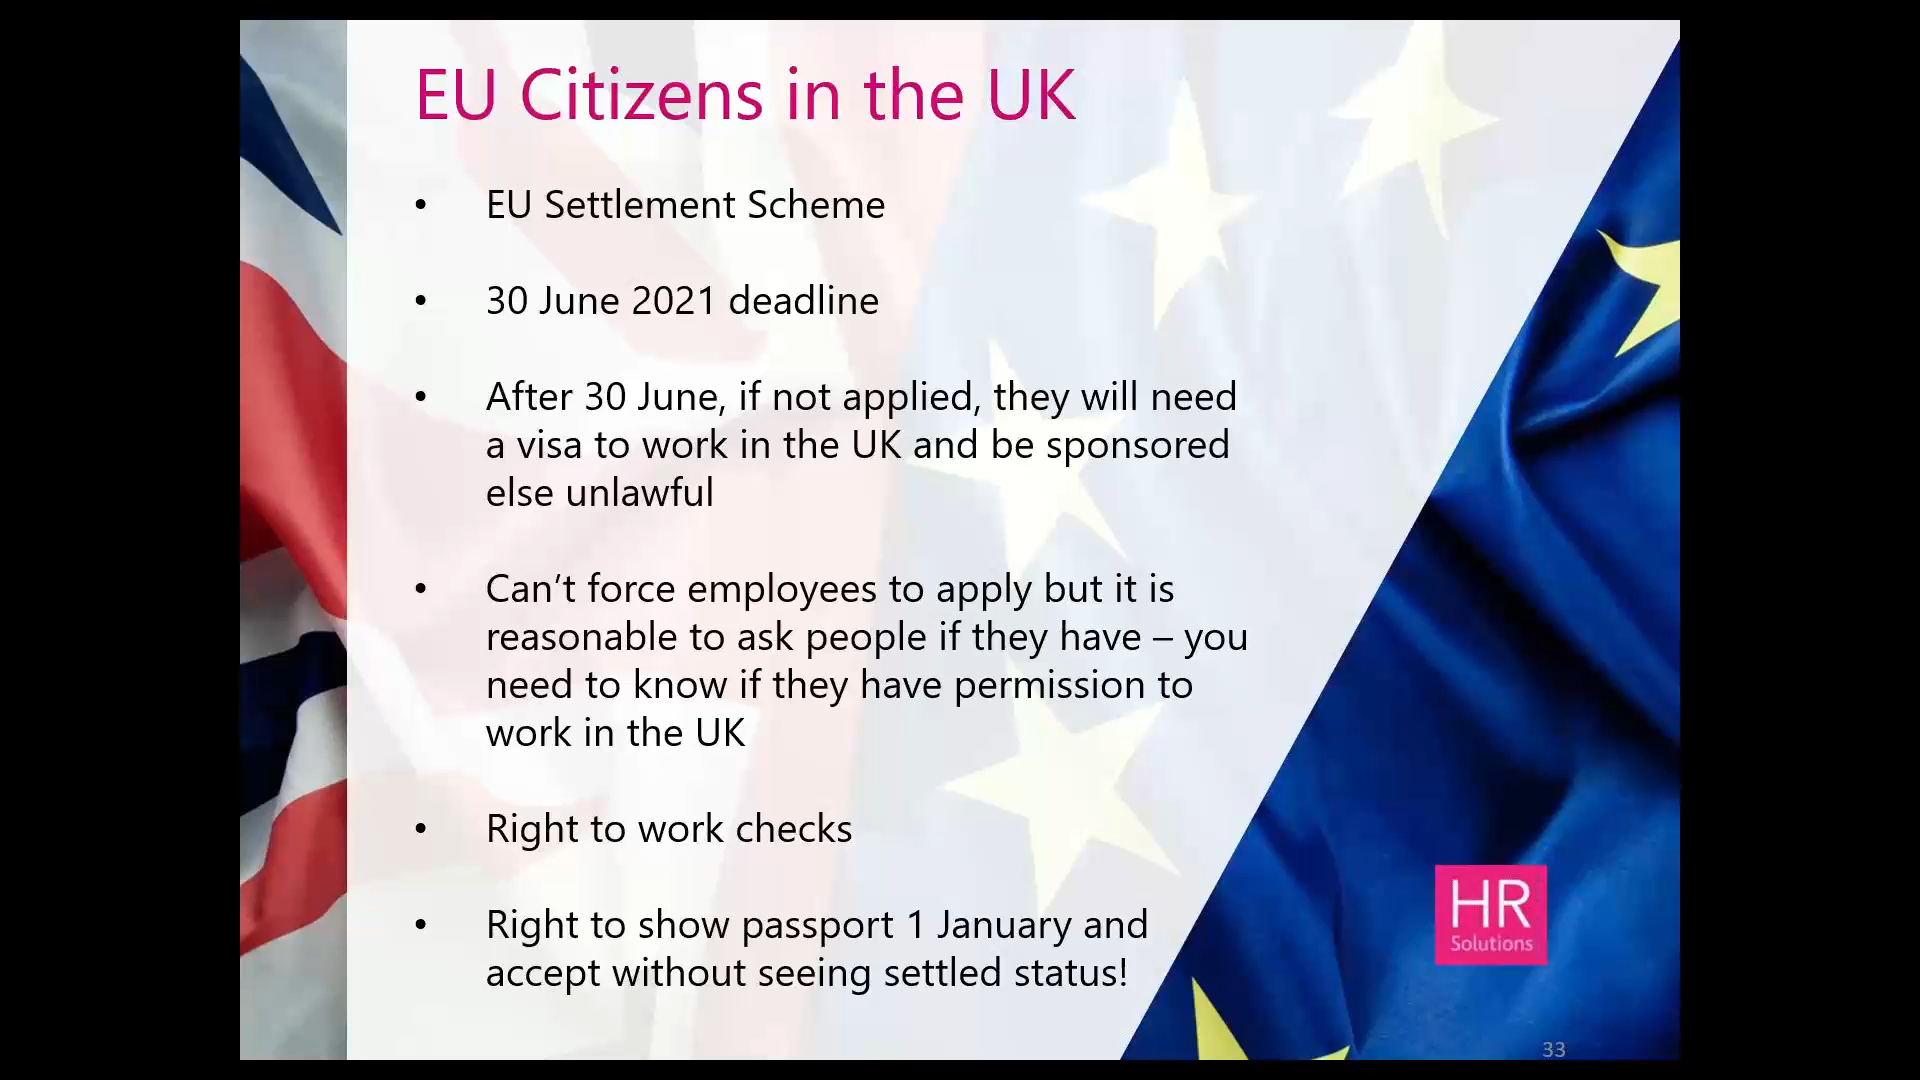 EU Citizens in the UK
• EU Settlement Scheme
• 30 June 2021 deadline
• After 30 June, if not applied, they will need
a visa to work in the UK and be sponsored
else unlawful
• Can’t force employees to apply but it is
reasonable to ask people if they have – you
need to know if they have permission to
work in the UK
• Right to work checks
• Right to show passport 1 January and
accept without seeing settled status!
HR
Solutions
33